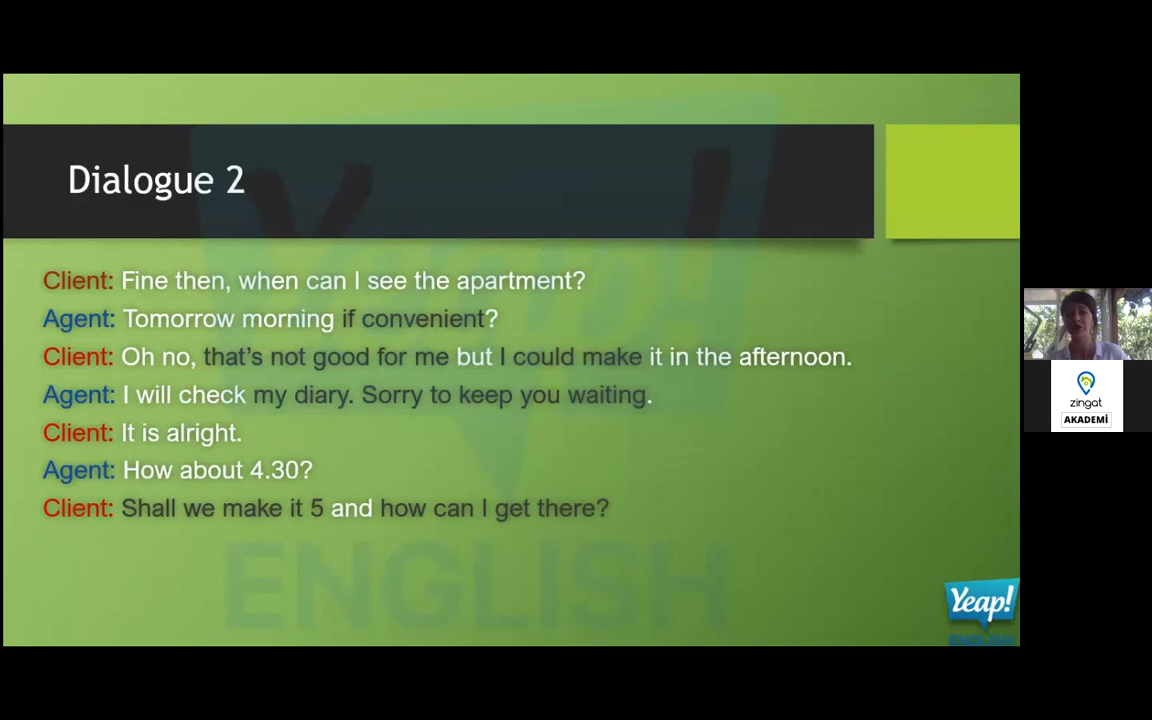 Dialogue 2
Client: Fine then, when can I see the apartment?
Agent: Tomorrow morning if convenient?
Client: Oh no, that's not good for me but I could make it in the afternoon.
Agent: I will check my diary. Sorry to keep you waiting.
Client: It is alright.
Agent: How about 4.30?
Client: Shall we make it 5 and how can I get there?
Yeap!
ENGLISH
Yeap!
ENGLISH
zingat
AKADEMİ